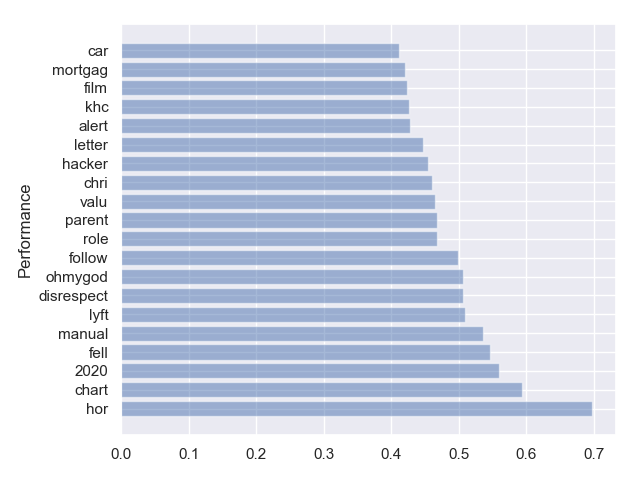 car
mortgag
film
khc
alert
letter
hacker
chri
valu
parent
role
follow
ohmygod
disrespect
lyft
manual
fell
2020
chart
hor
Performance
0.0 0.1 0.2 0.3 0.4 0.5 0.6 0.7